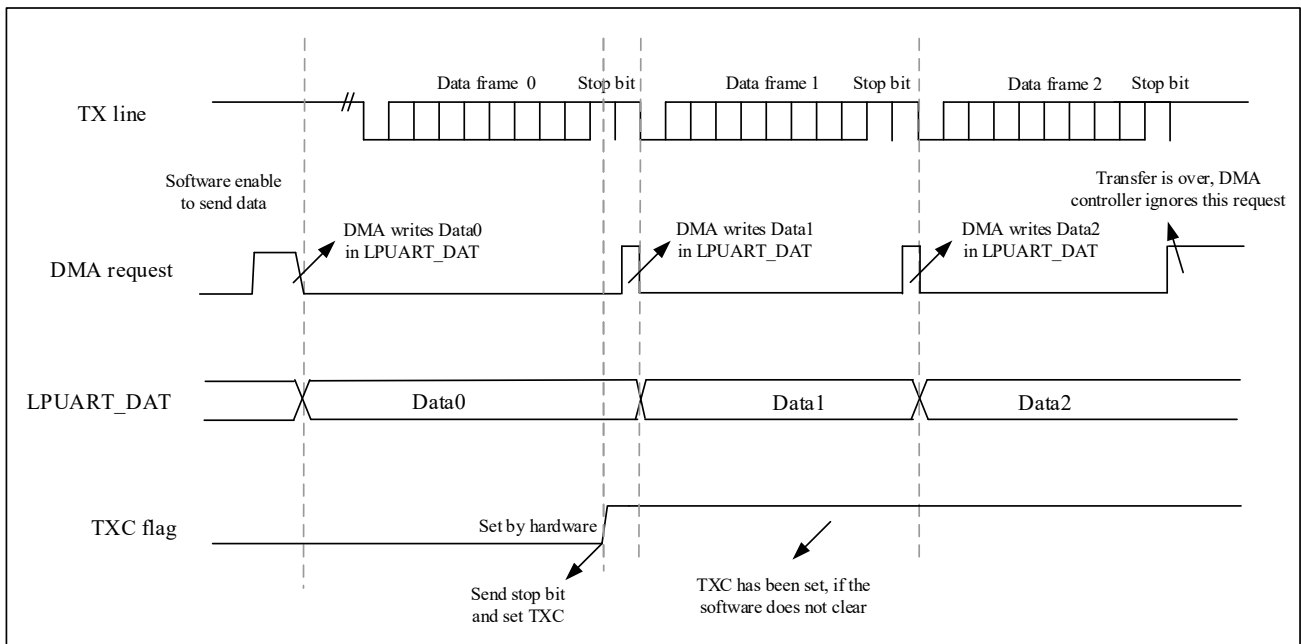 Data frame 0
Stop bit
Data frame 1
Stop bit
Data frame 2
Stop bit
TX line
Software enable
to send data
Transfer is over, DMA
controller ignores this request
DMA writes Data0
in LPUART_DAT
DMA writes Data1
in LPUART_DAT
DMA writes Data2
in LPUART_DAT
DMA request
LPUART_DAT
Data0
Data1
Data2
TXC flag
Set by hardware
Send stop bit
and set TXC
TXC has been set, if the
software does not clear